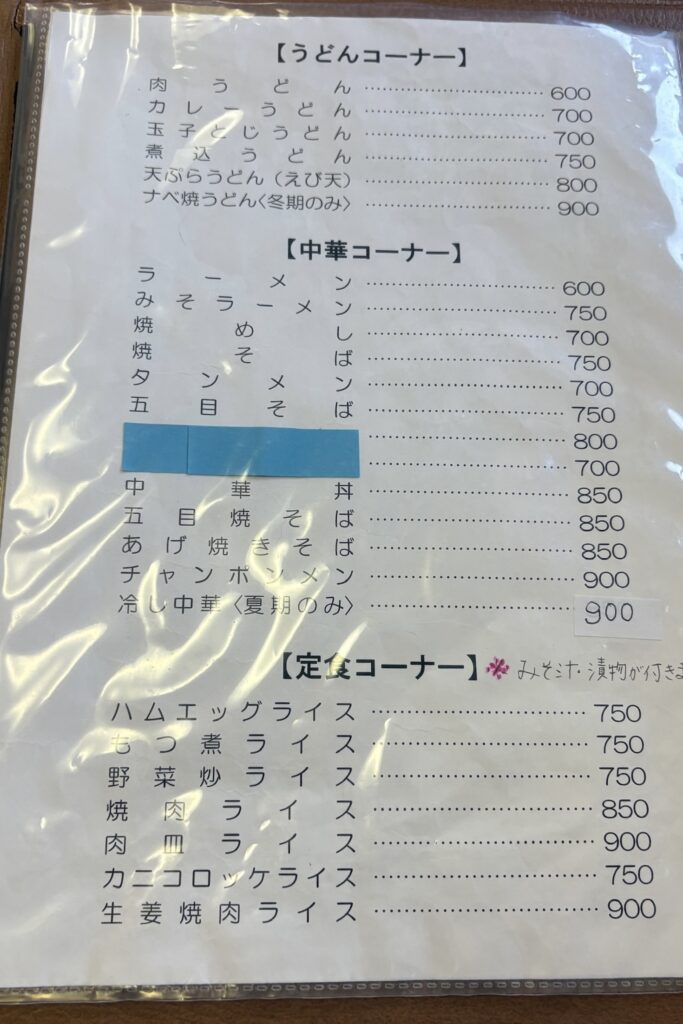 【うどんコーナー】
肉うどん 600
カレーうどん 700
玉子とじうどん 700
煮込うどん 750
天ぷらうどん(えび天) 800
ナベ焼うどん〈冬期のみ〉 900
【中華コーナー】
ラーメン 600
みそラーメン 750
焼めし 700
焼そば 750
タンメン 700
五目そば 750
800
700
中華丼 850
五目焼そば 850
あげ焼きそば 850
チャンポンメン 900
冷し中華〈夏期のみ〉 900
【定食コーナー】 みそ汁・漬物が付きま
ハムエッグライス 750
もつ煮ライス 750
野菜炒ライス 750
焼肉ライス 850
肉皿ライス 900
カニコロッケライス 750
生姜焼肉ライス 900